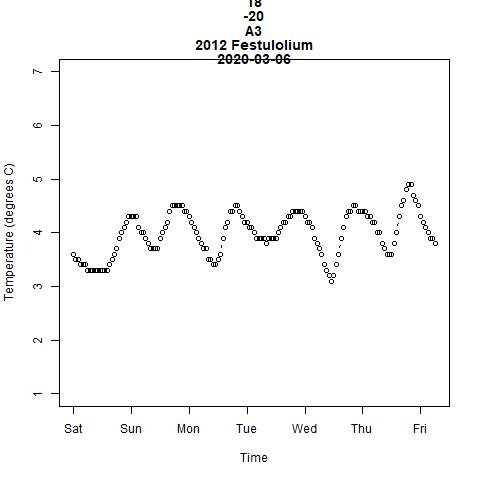 18
-20
A3
2012 Festulolium
2020-03-06
Temperature (degrees C)
7
6
5
4
3
2
1
Sat Sun Mon Tue Wed Thu Fri
Time